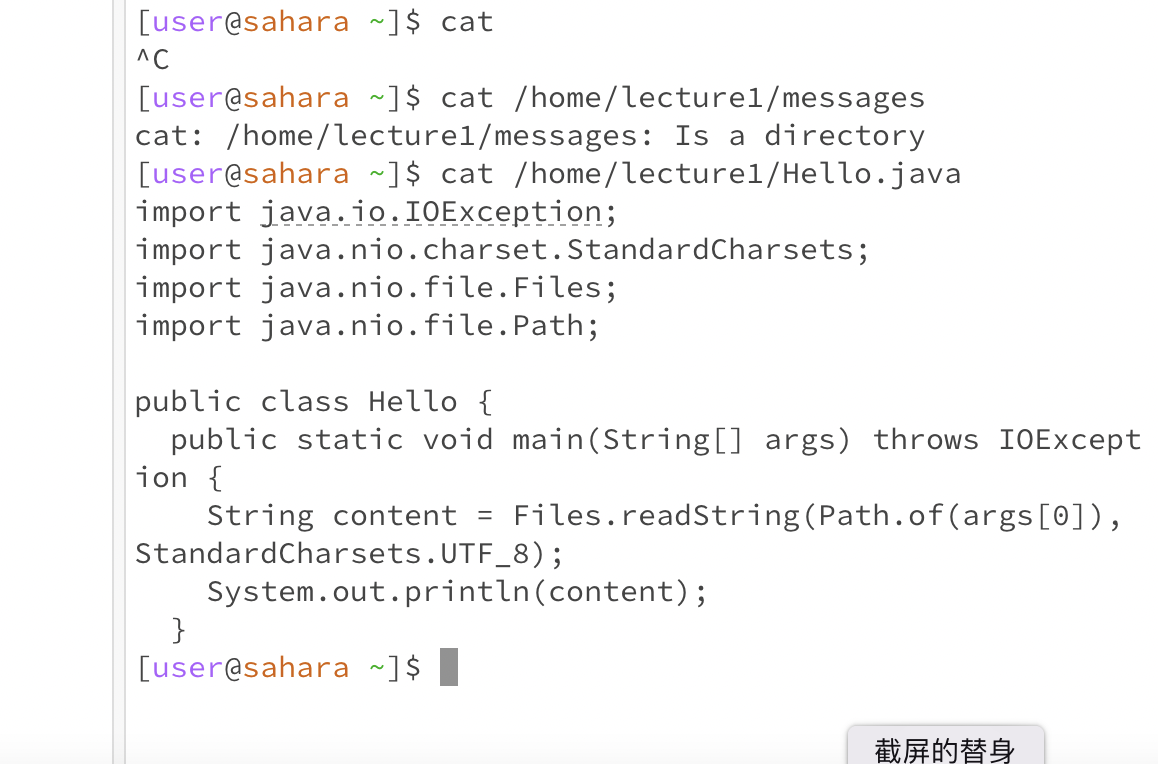 [user@sahara ~]$ cat
^C
[user@sahara ~]$ cat /home/lecture1/messages
cat: /home/lecture1/messages: Is a directory
[user@sahara ~]$ cat /home/lecture1/Hello.java
import java.io.IOException;
import java.nio.charset.StandardCharsets;
import java.nio.file.Files;
import java.nio.file.Path;

public class Hello {
  public static void main(String[] args) throws IOExcept
ion {
    String content = Files.readString(Path.of(args[0]),
StandardCharsets.UTF_8);
    System.out.println(content);
  }
[user@sahara ~]$
截屏的替身